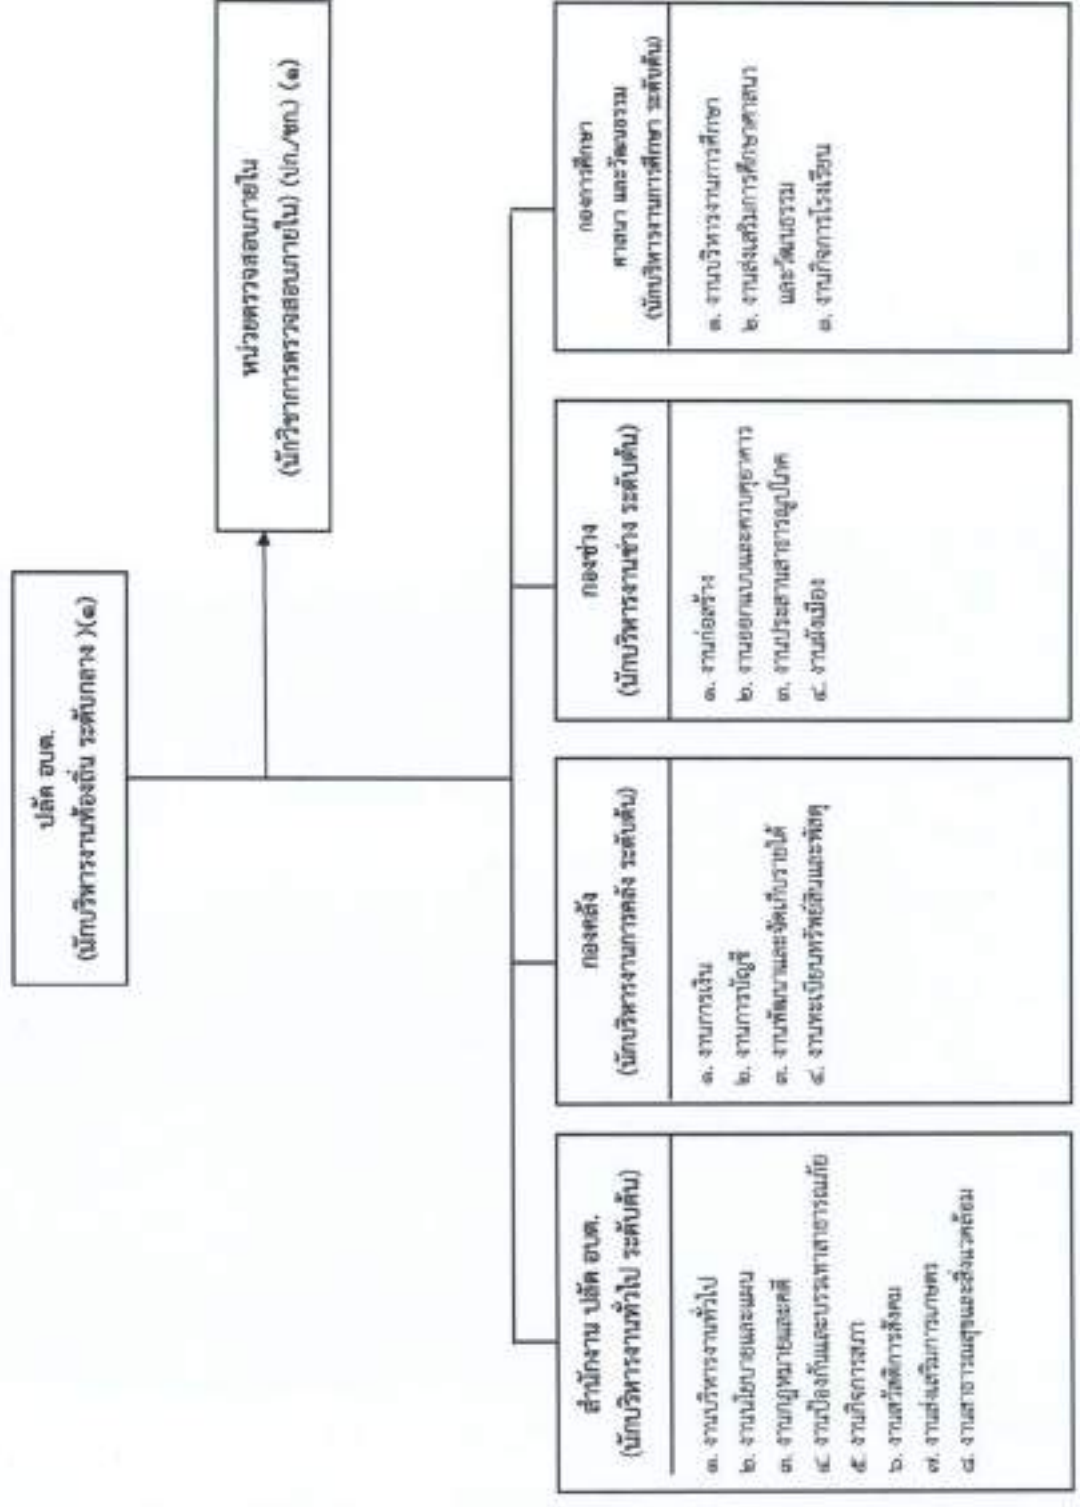 ปลัด อบต.
(นักบริหารงานท้องถิ่น ระดับกลาง )(๑)
หน่วยตรวจสอบภายใน
(นักวิชาการตรวจสอบภายใน) (ปก./ชก.) (๑)
สำนักงาน ปลัด อบต.
(นักบริหารงานทั่วไป ระดับต้น)
๑. งานบริหารงานทั่วไป
๒. งานนโยบายและแผน
๓. งานกฎหมายและคดี
๔. งานป้องกันและบรรเทาสาธารณภัย
๕. งานกิจการสภา
๖. งานสวัสดิการสังคม
๗. งานส่งเสริมการเกษตร
๘. งานสาธารณสุขและสิ่งแวดล้อม
กองคลัง
(นักบริหารงานการคลัง ระดับต้น)
๑. งานการเงิน
๒. งานการบัญชี
๓. งานพัฒนาและจัดเก็บรายได้
๔. งานทะเบียนทรัพย์สินและพัสดุ
กองช่าง
(นักบริหารงานช่าง ระดับต้น)
๑. งานก่อสร้าง
๒. งานออกแบบและควบคุมอาคาร
๓. งานประสานสาธารณูปโภค
๔. งานผังเมือง
กองการศึกษา
ศาสนา และวัฒนธรรม
(นักบริหารงานการศึกษา ระดับต้น)
๑. งานบริหารงานการศึกษา
๒. งานส่งเสริมการศึกษาศาสนา
และวัฒนธรรม
๓. งานกิจการโรงเรียน